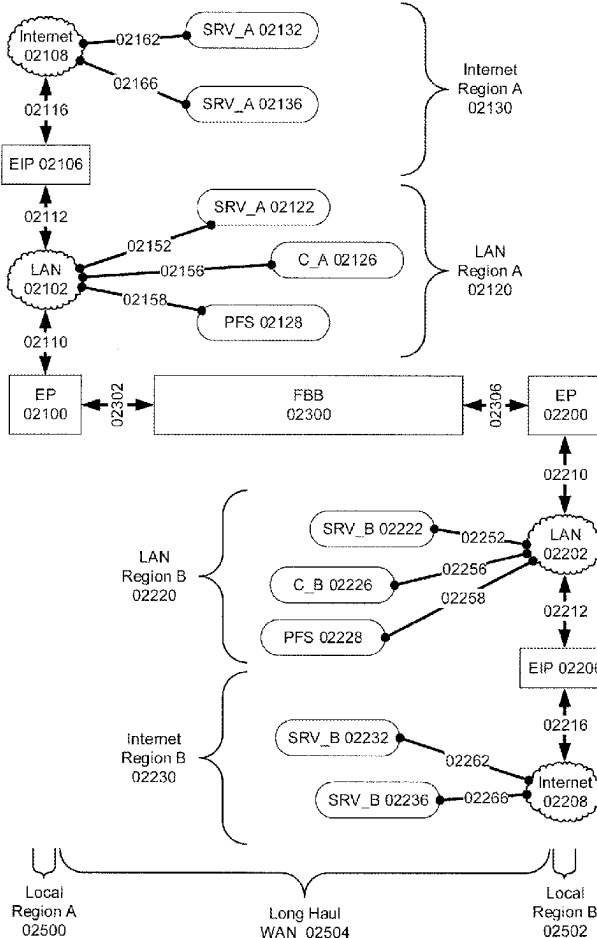 Internet
02108
02162
SRV_A 02132
02166
SRV_A 02136
Internet
Region A
02130
02116
EIP 02106
02112
SRV_A 02122
02152
LAN
02102
02156
C_A 02126
02158
PFS 02128
LAN
Region A
02120
02110
EP
02100
02302
FBB
02300
02306
EP
02200
02210
LAN
Region B
02220
SRV_B 02222
02252
LAN
02202
C_B 02226
02256
02258
PFS 02228
02212
EIP 02206
Internet
Region B
02230
SRV_B 02232
02262
02216
SRV_B 02236
02266
Internet
02208
Local
Region A
02500
Long Haul
WAN 02504
Local
Region B
02502